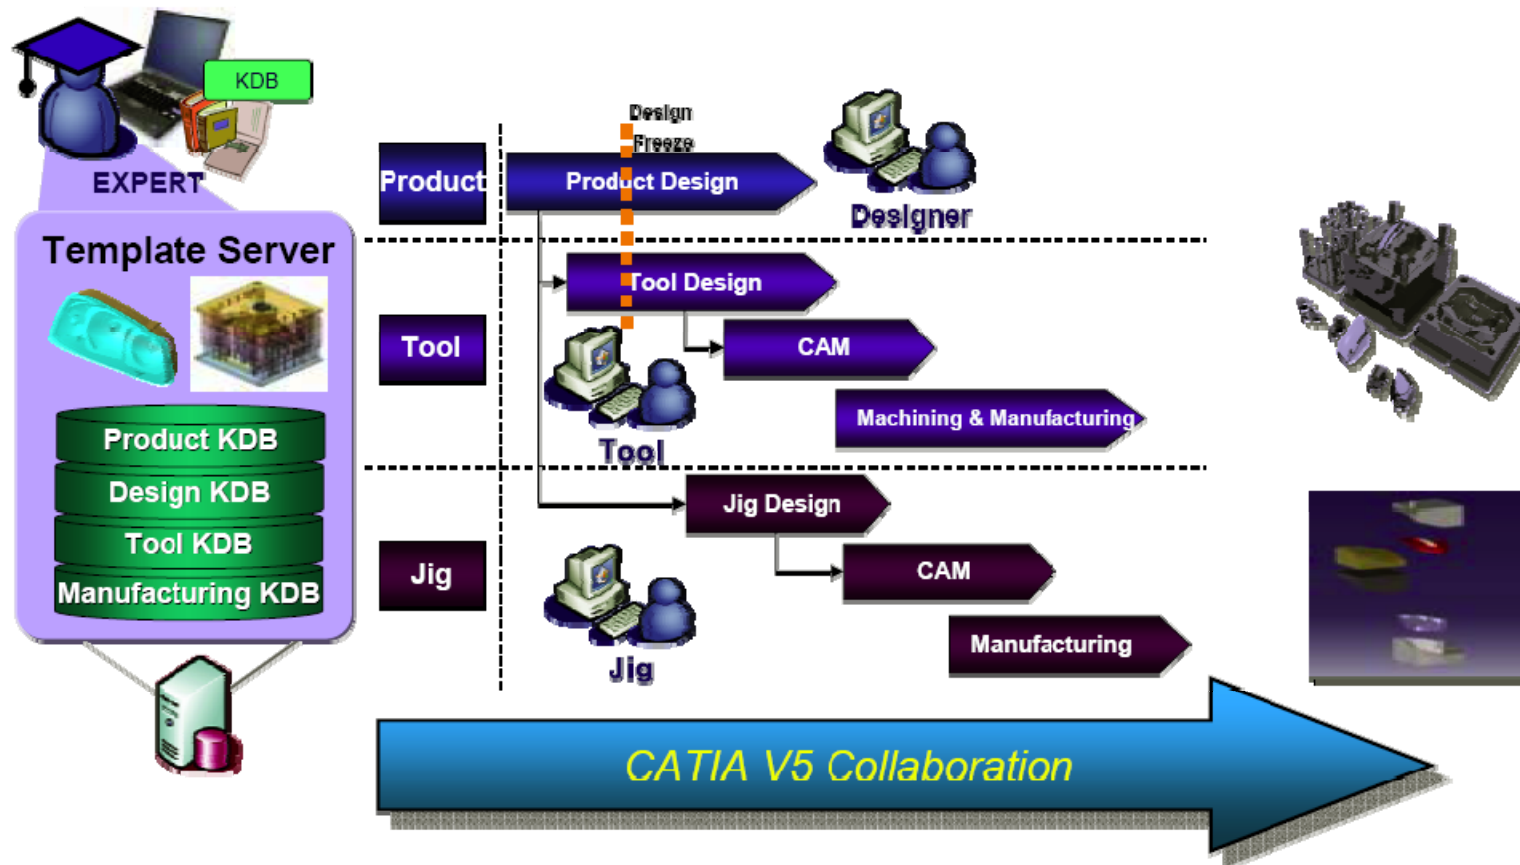 KDB
EXPERT
Template Server
Product KDB
Design KDB
Tool KDB
Manufacturing KDB
Design
Freeze
Product
Product Design
Designer
Tool
Tool Design
CAM
Machining & Manufacturing
Tool
Jig
Jig Design
CAM
Manufacturing
Jig
CATIA V5 Collaboration